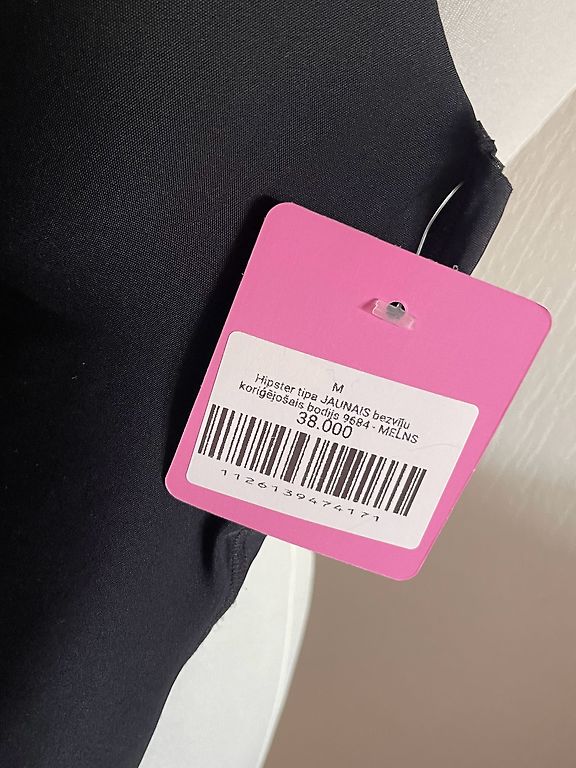 M
Hipster tipa JAUNAIS bezvīļu
koriģējošais bodijs 9684 - MELNS
38.000
1126139474171